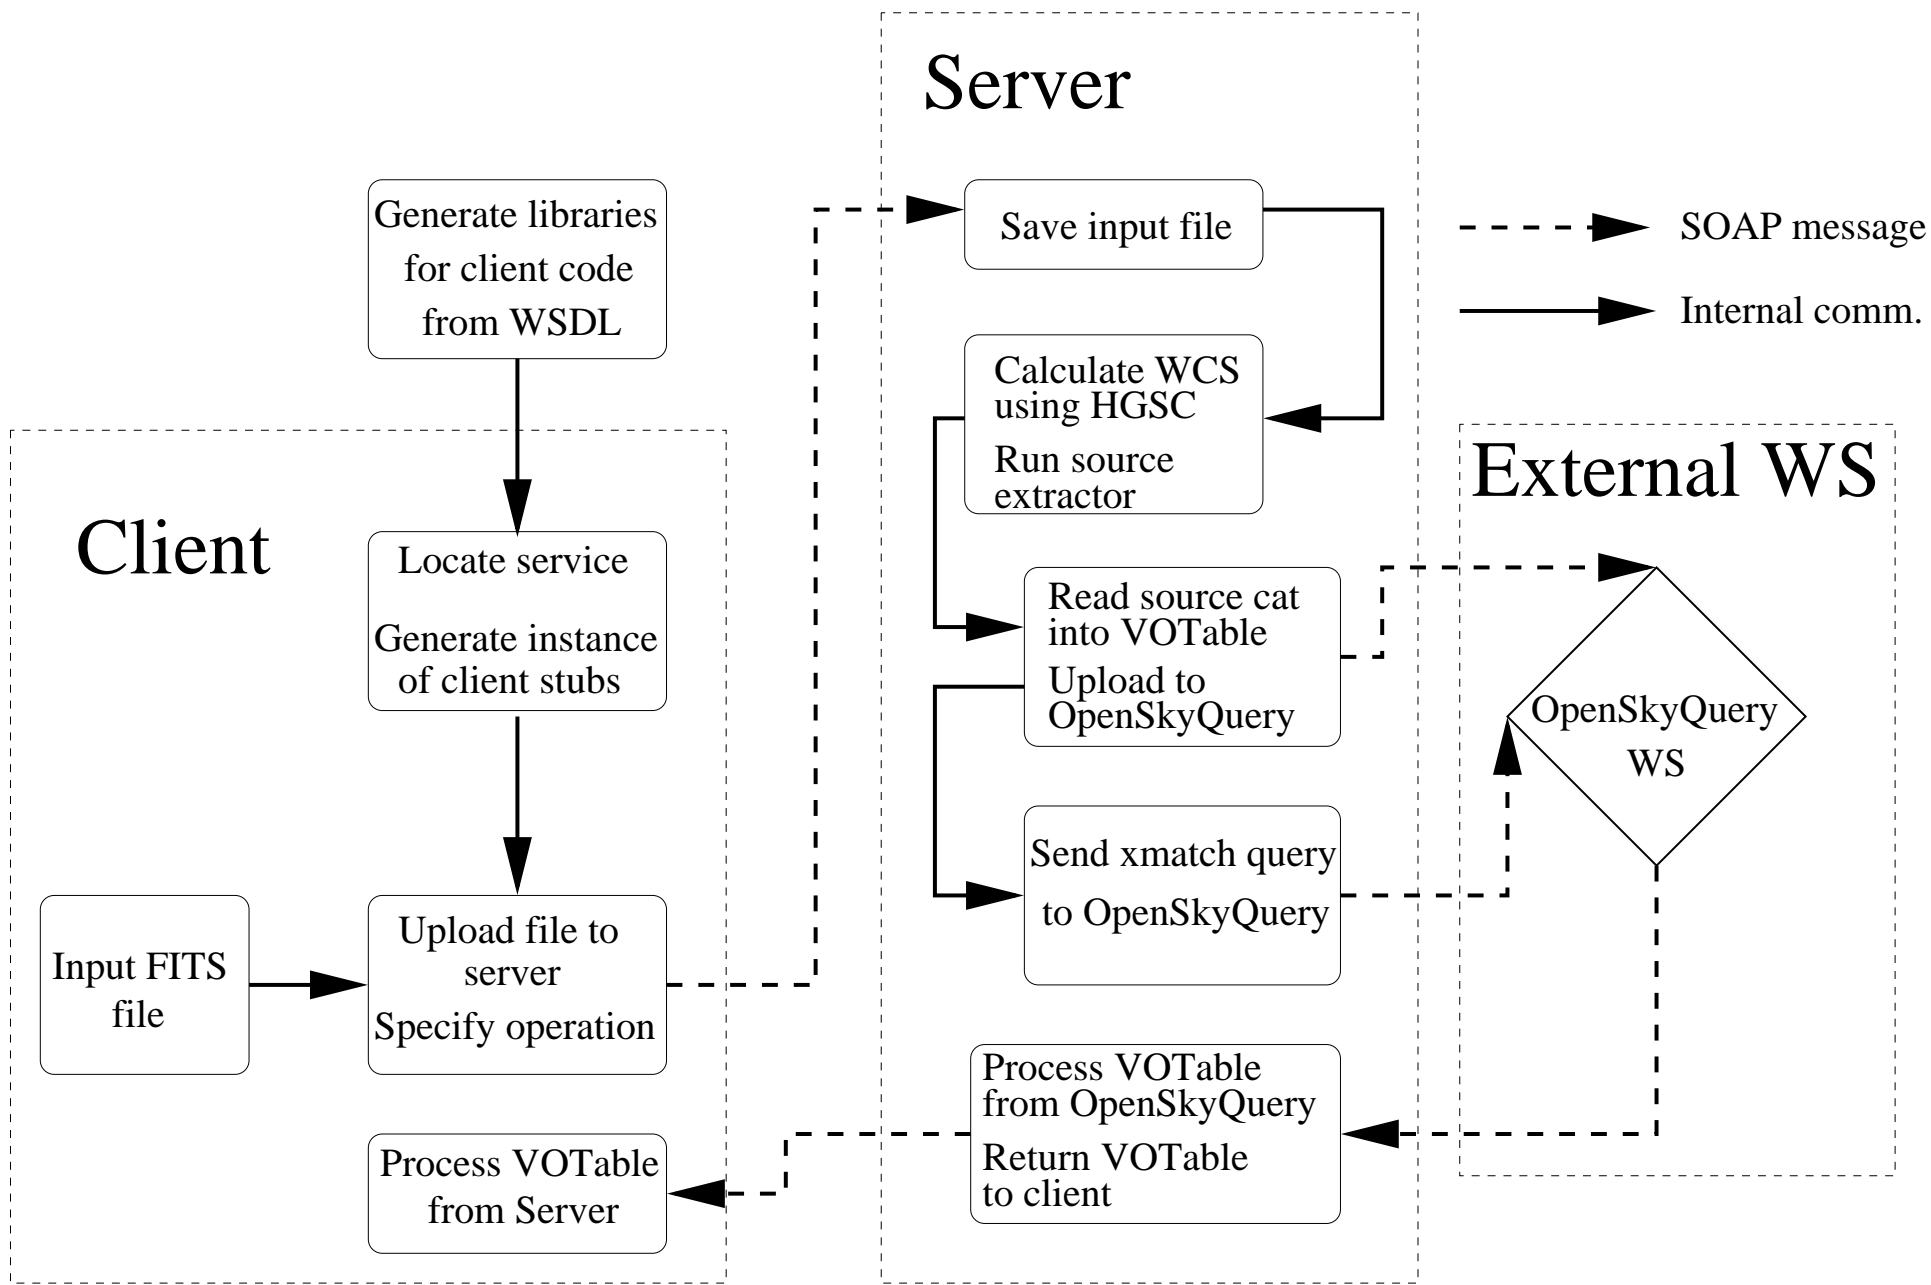 Server
Generate libraries
for client code
from WSDL
Save input file
SOAP message
Internal comm.
Calculate WCS
using HGSC
Run source
extractor
Client
Locate service
Generate instance
of client stubs
External WS
Read source cat
into VOTable
Upload to
OpenSkyQuery
OpenSkyQuery
WS
Send xmatch query
to OpenSkyQuery
Input FITS
file
Upload file to
server
Specify operation
Process VOTable
from OpenSkyQuery
Return VOTable
to client
Process VOTable
from Server